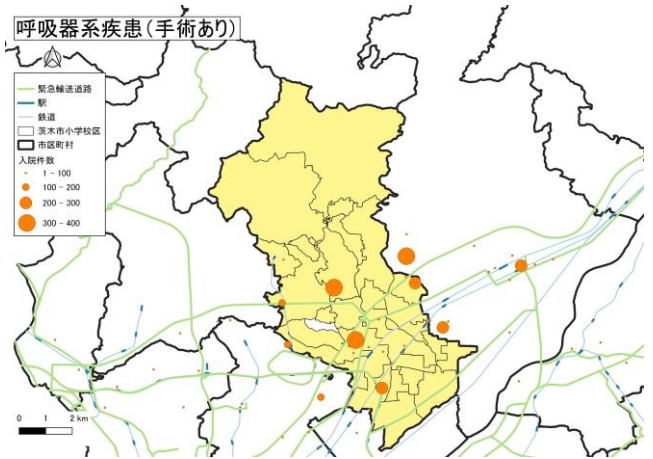 呼吸器系疾患(手術あり)
緊急輸送道路
駅
鉄道
茨木市小学校区
市区町村
入院件数
1 - 100
100 - 200
200 - 300
300 - 400
0 1 2 km